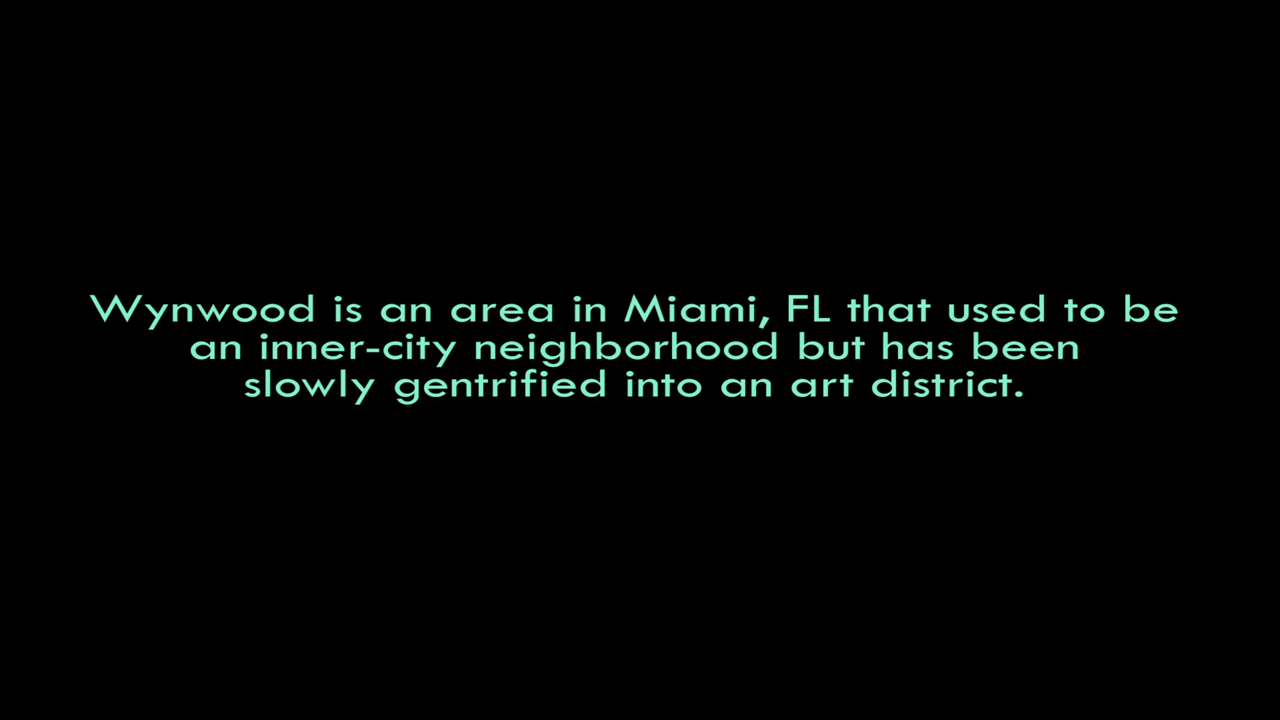 Wynwood is an area in Miami, FL that used to be
an inner-city neighborhood but has been
slowly gentrified into an art district.